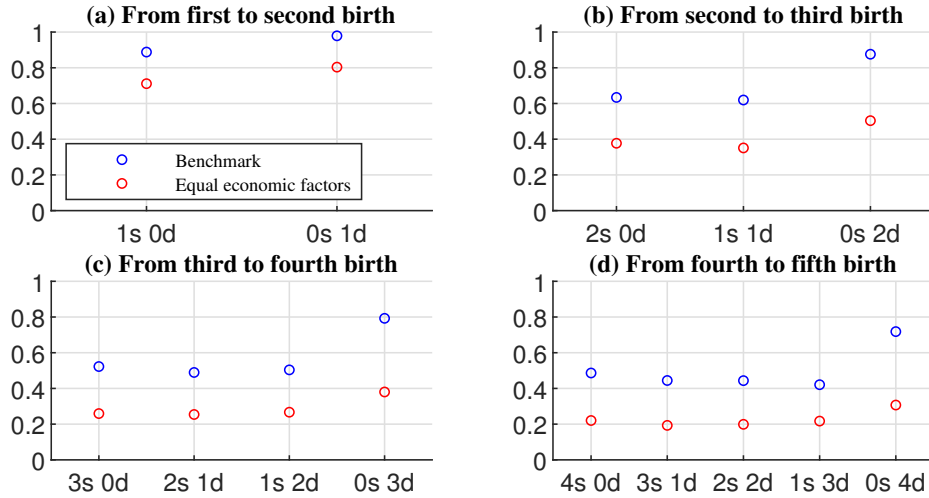 (a) From first to second birth
1
0.8
0.6
0.4
0.2
0
Benchmark
Equal economic factors
1s 0d 0s 1d
(b) From second to third birth
1
0.8
0.6
0.4
0.2
0
2s 0d 1s 1d 0s 2d
(c) From third to fourth birth
1
0.8
0.6
0.4
0.2
0
3s 0d 2s 1d 1s 2d 0s 3d
(d) From fourth to fifth birth
1
0.8
0.6
0.4
0.2
0
4s 0d 3s 1d 2s 2d 1s 3d 0s 4d